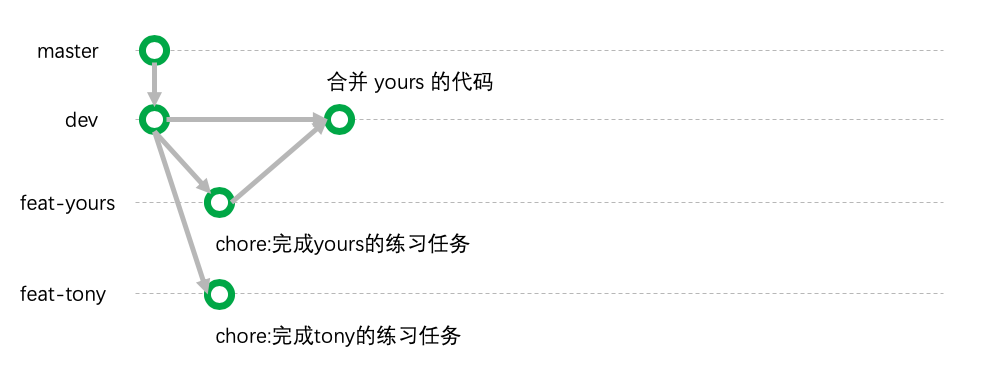 master
合并 yours 的代码
dev
feat-yours
chore:完成yours的练习任务
feat-tony
chore:完成tony的练习任务